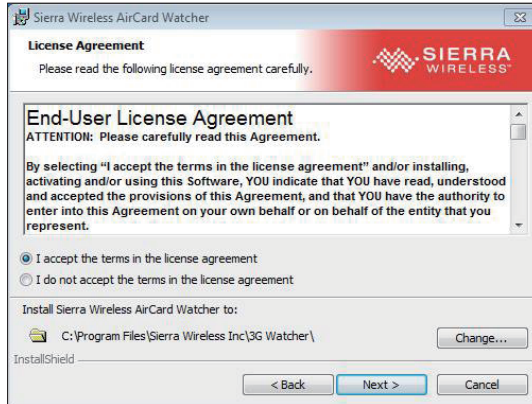 Sierra Wireless AirCard Watcher
License Agreement
Please read the following license agreement carefully.
SIERRA
WIRELESS™
End-User License Agreement
ATTENTION: Please carefully read this Agreement.
By selecting “I accept the terms in the license agreement” and/or installing,
activating and/or using this Software, YOU indicate that YOU have read, understood
and accepted the provisions of this Agreement, and that YOU have the authority to
enter into this Agreement on your own behalf or on behalf of the entity that you
represent.
I accept the terms in the license agreement
I do not accept the terms in the license agreement
Install Sierra Wireless AirCard Watcher to:
C:\Program Files\Sierra Wireless Inc\3G Watcher\
Change...
InstallShield
< Back
Next >
Cancel